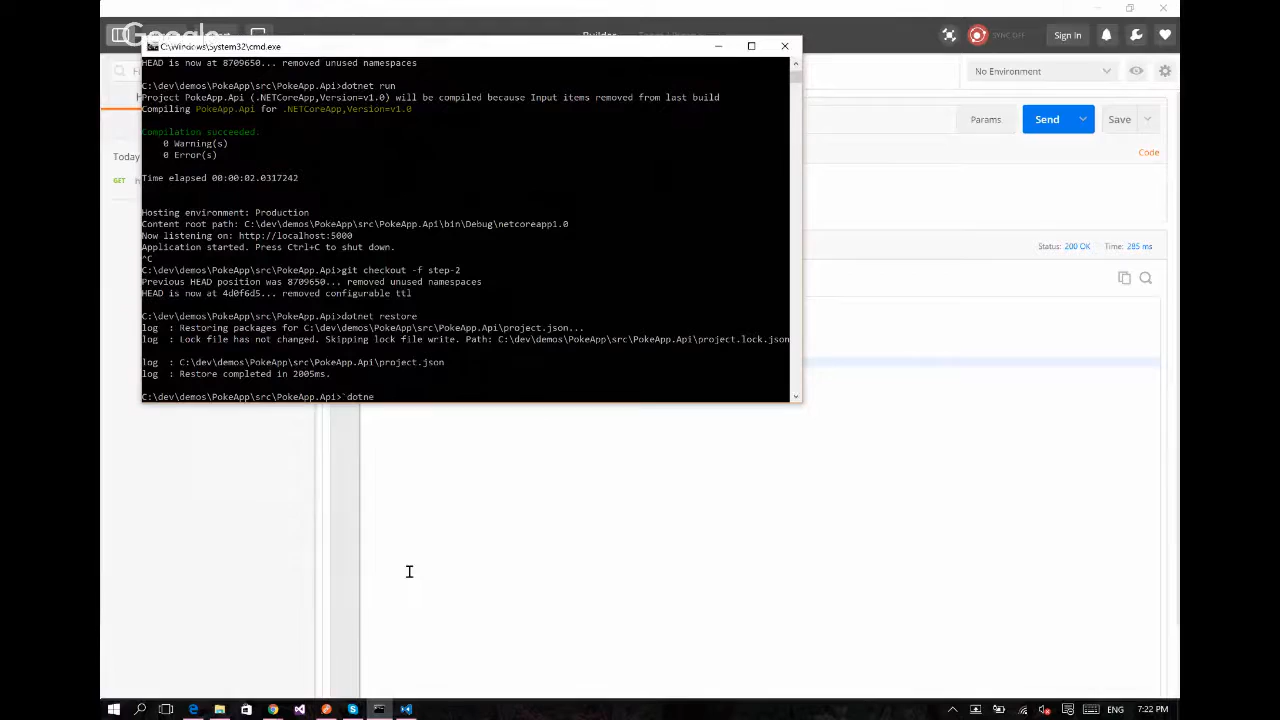 Google
C:\Windows\System32\cmd.exe
Builder
SYNC OFF
Sign In
HEAD is now at 8709650... removed unused namespaces
No Environment
C:\dev\demos\PokeApp\src\PokeApp.Api>dotnet run
Project PokeApp.Api (.NETCoreApp,Version=v1.0) will be compiled because Input items removed from last build
Compiling PokeApp.Api for .NETCoreApp,Version=v1.0
Params
Send
Save
Compilation succeeded.
0 Warning(s)
0 Error(s)
Code
Today
Time elapsed 00:00:02.0317242
GET
Hosting environment: Production
Content root path: C:\dev\demos\PokeApp\src\PokeApp.Api\bin\Debug\netcoreapp1.0
Now listening on: http://localhost:5000
Application started. Press Ctrl+C to shut down.
Status: 200 OK Time: 285 ms
^C
C:\dev\demos\PokeApp\src\PokeApp.Api>git checkout -f step-2
Previous HEAD position was 8709650... removed unused namespaces
HEAD is now at 4d0f6d5... removed configurable ttl
C:\dev\demos\PokeApp\src\PokeApp.Api>dotnet restore
log : Restoring packages for C:\dev\demos\PokeApp\src\PokeApp.Api\project.json...
log : Lock file has not changed. Skipping lock file write. Path: C:\dev\demos\PokeApp\src\PokeApp.Api\project.lock.json
log : C:\dev\demos\PokeApp\src\PokeApp.Api\project.json
log : Restore completed in 2005ms.
C:\dev\demos\PokeApp\src\PokeApp.Api>`dotne
ENG
7:22 PM